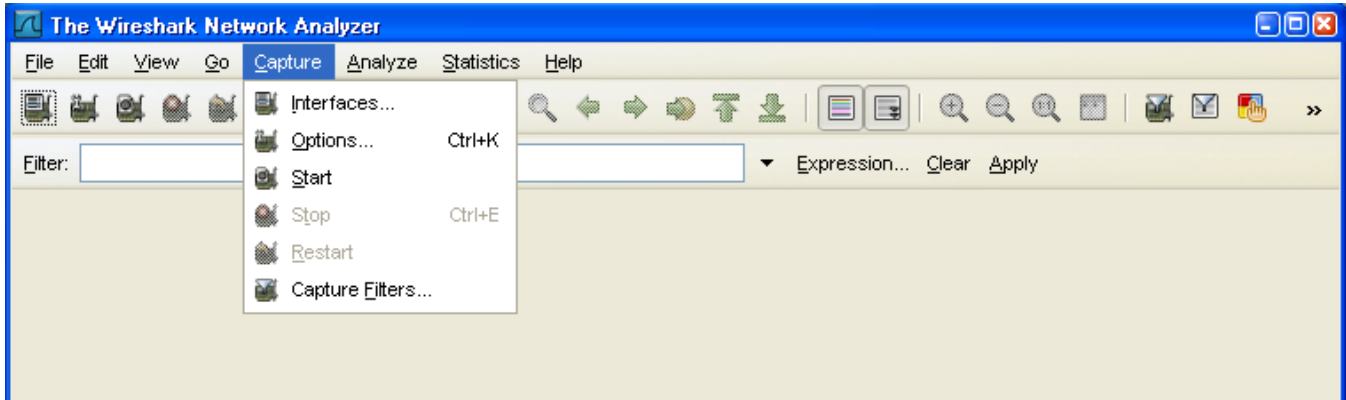 The Wireshark Network Analyzer
File Edit View Go Capture Analyze Statistics Help
Interfaces...
Options... Ctrl+K
Start
Stop Ctrl+E
Restart
Capture Filters...
Filter: Expression... Clear Apply